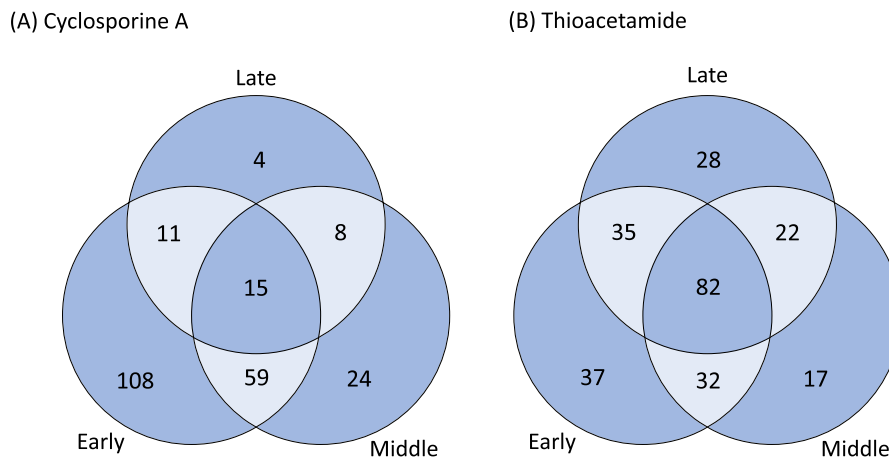 (A) Cyclosporine A
Late
4
11
8
15
108
59
24
Early
Middle
(B) Thioacetamide
Late
28
35
22
82
37
32
17
Early
Middle